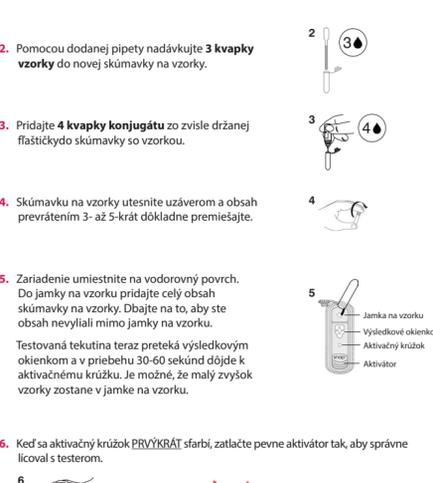 2
2. Pomocou dodanej pipety nadávkujte 3 kvapky
vzorky do novej skúmavky na vzorky.
3
3
3. Pridajte 4 kvapky konjugátu zo zvisle držanej
fľaštičkydo skúmavky so vzorkou.
4
4. Skúmavku na vzorky utesnite uzáverom a obsah
prevrátením 3- až 5-krát dôkladne premiešajte.
4
5. Zariadenie umiestnite na vodorovný povrch.
Do jamky na vzorku pridajte celý obsah
skúmavky na vzorky. Dbajte na to, aby ste
obsah nevyliali mimo jamky na vzorku.
Testovaná tekutina teraz preteká výsledkovým
okienkom a v priebehu 30-60 sekúnd dôjde k
aktivačnému krúžku. Je možné, že malý zvyšok
vzorky zostane v jamke na vzorku.
5
Jamka na vzorku
Výsledkové okienko
Aktivačný krúžok
Aktivátor
6. Keď sa aktivačný krúžok PRVÝKRÁT sfarbí, zatlačte pevne aktivátor tak, aby správne
lícoval s testerom.
6